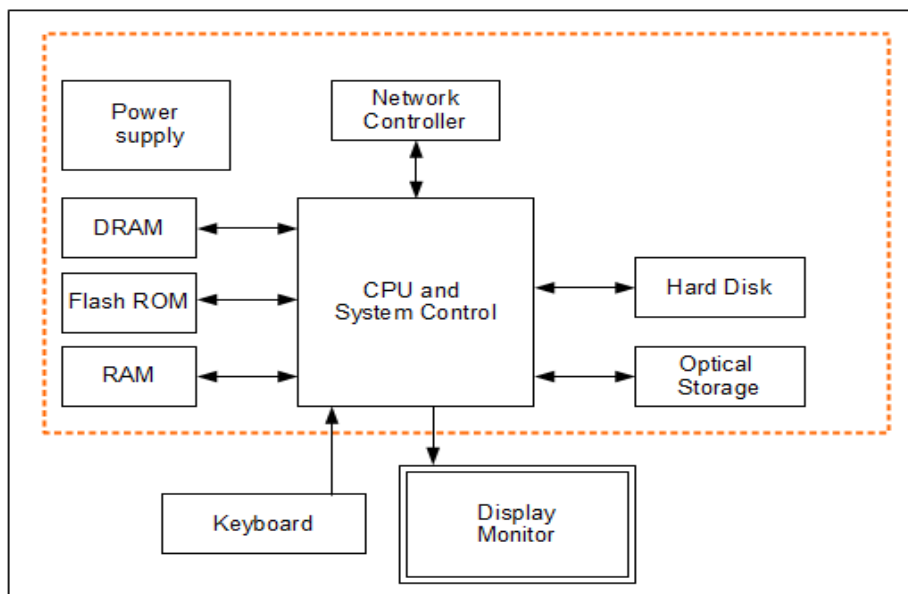 Power
supply
Network
Controller
DRAM
Flash ROM
RAM
CPU and
System Control
Hard Disk
Optical
Storage
Keyboard
Display
Monitor